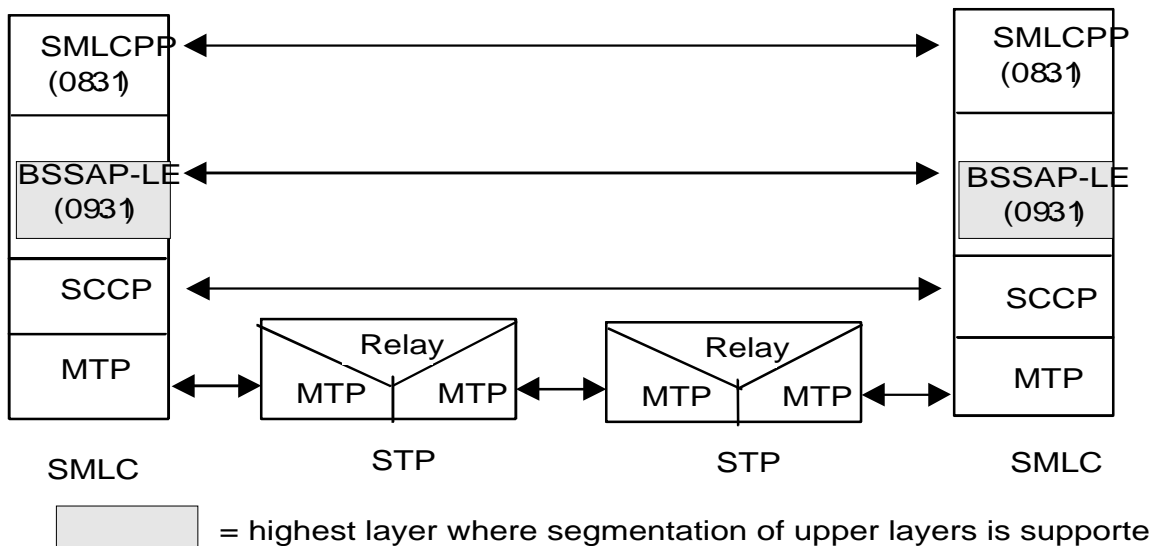 SMLCPP
(0831)
SMLCPP
(0831)
BSSAP-LE
(0931)
BSSAP-LE
(0931)
SCCP
SCCP
MTP
Relay
MTP
MTP
Relay
MTP
MTP
MTP
SMLC
STP
STP
SMLC
= highest layer where segmentation of upper layers is supporte